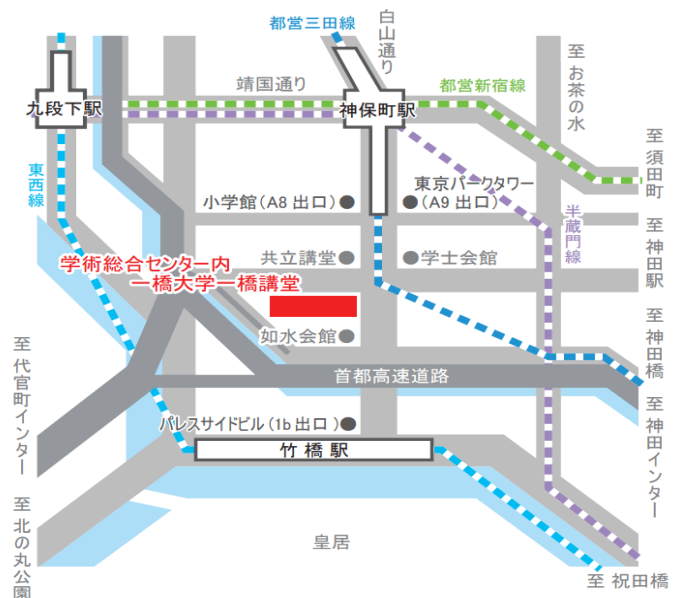 都営三田線
白山通り
至お茶の水
靖国通り
都営新宿線
九段下駅
神保町駅
至須田町
東西線
小学館（A8 出口）
東京パークタワー
（A9 出口）
半蔵門線
至神田駅
学術総合センター内
一橋大学一橋講堂
共立講堂
学士会館
如水会館
至神田橋
至代官町インター
首都高速道路
至神田インター
パレスサイドビル（1b 出口）
竹橋駅
至北の丸公園
皇居
至 祝田橋